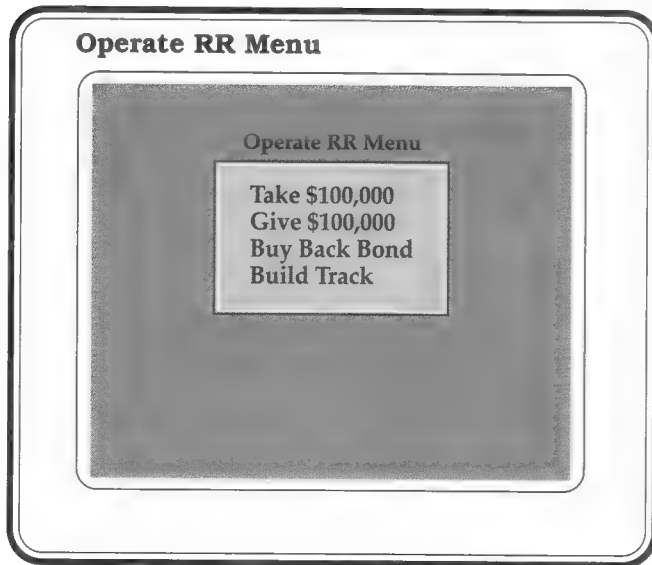 Operate RR Menu
Operate RR Menu
Take $100,000
Give $100,000
Buy Back Bond
Build Track